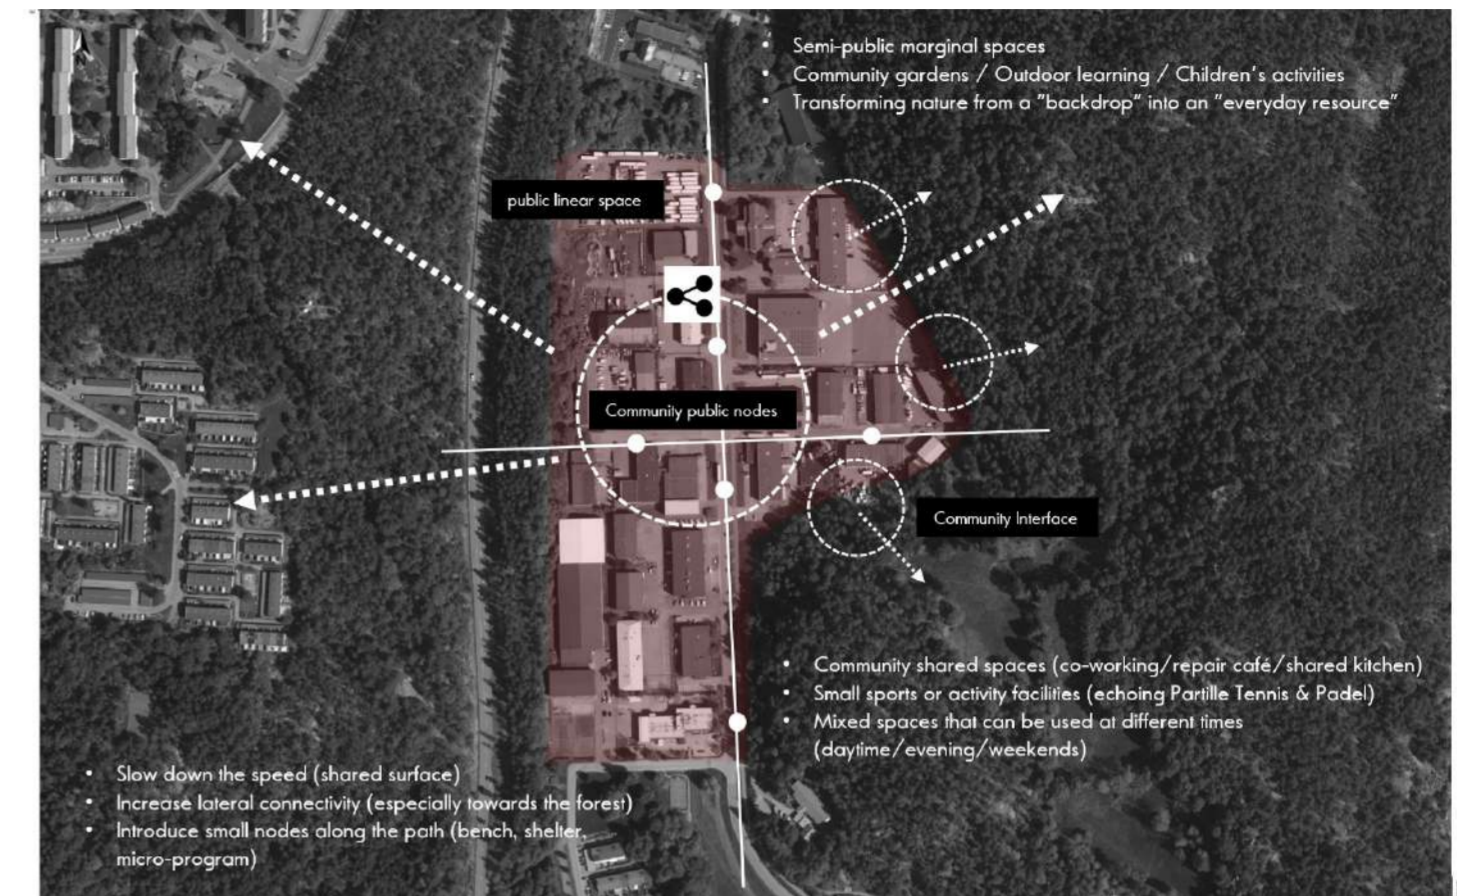 • Semi-public marginal spaces
• Community gardens / Outdoor learning / Children's activities
• Transforming nature from a "backdrop" into an "everyday resource"
public linear space
Community public nodes
Community Interface
• Community shared spaces (co-working/repair café/shared kitchen)
• Small sports or activity facilities (echoing Partille Tennis & Padel)
• Mixed spaces that can be used at different times
(daytime/evening/weekends)
• Slow down the speed (shared surface)
• Increase lateral connectivity (especially towards the forest)
• Introduce small nodes along the path (bench, shelter,
micro-program)